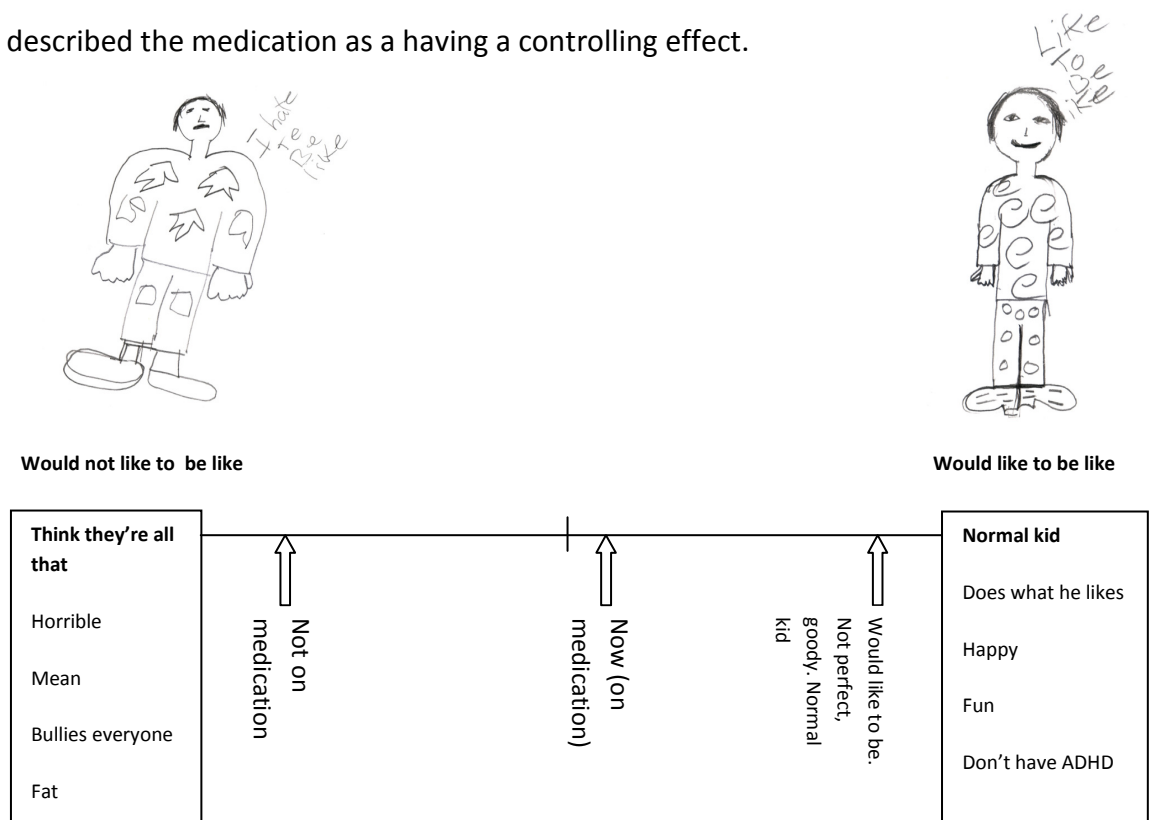 described the medication as a having a controlling effect.
I hate
to
Be
like
Like
to
Be
like
Would not like to be like
Would like to be like
Think they're all
that
Horrible
Mean
Bullies everyone
Fat
Not on
medication
Now (on
medication)
Would like to be.
Not perfect,
goody. Normal
kid
Normal kid
Does what he likes
Happy
Fun
Don't have ADHD